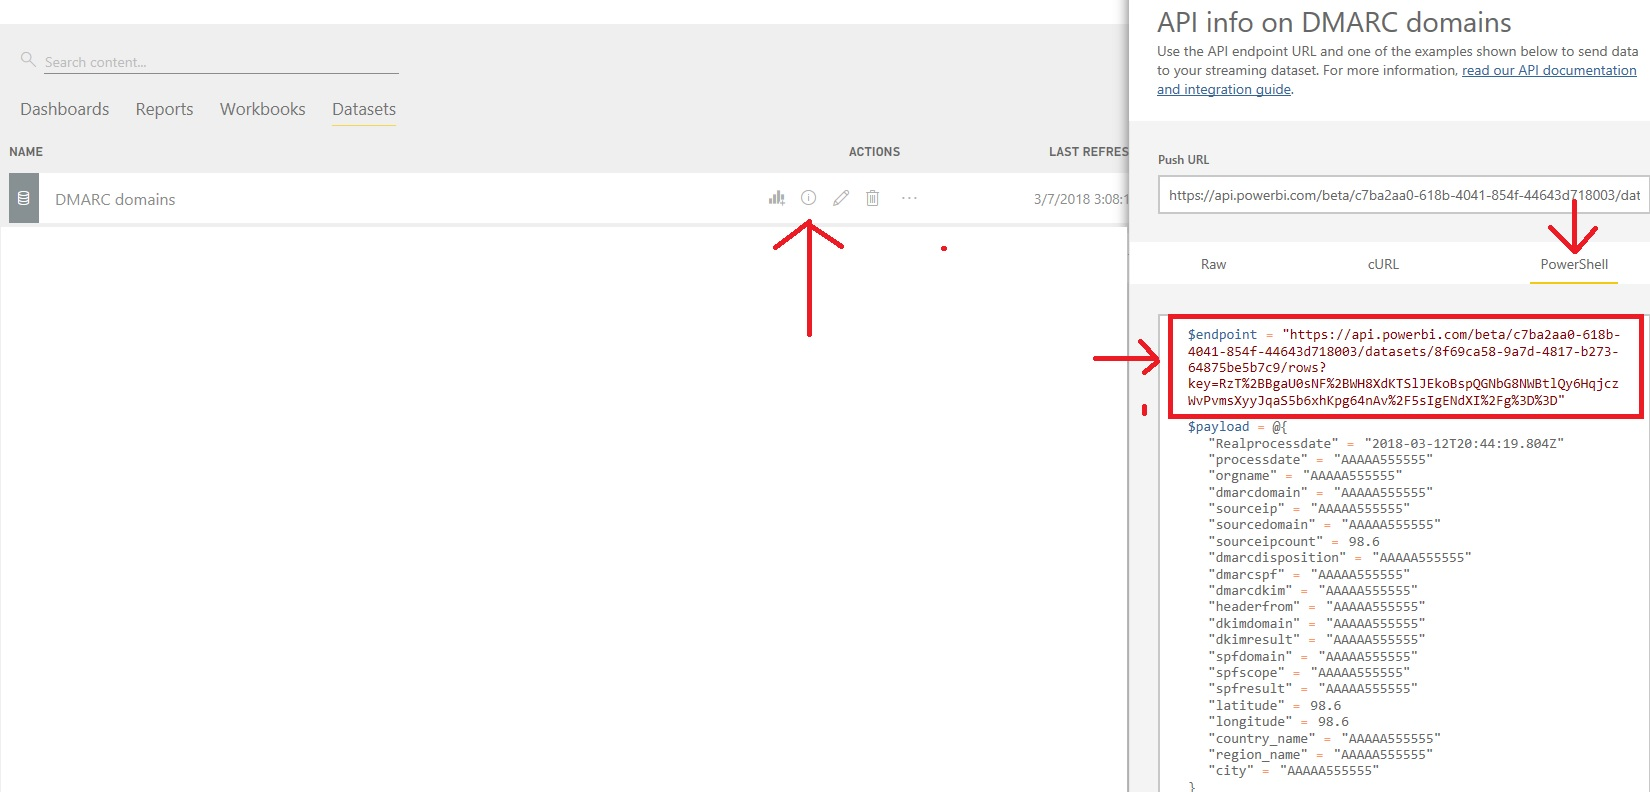 Search content...
Dashboards Reports Workbooks Datasets
NAME ACTIONS LAST REFRES
DMARC domains ... 3/7/2018 3:08:1
API info on DMARC domains
Use the API endpoint URL and one of the examples shown below to send data
to your streaming dataset. For more information, read our API documentation
and integration guide.
Push URL
https://api.powerbi.com/beta/c7ba2aa0-618b-4041-854f-44643d718003/dat
Raw cURL PowerShell
$endpoint = "https://api.powerbi.com/beta/c7ba2aa0-618b-
4041-854f-44643d718003/datasets/8f69ca58-9a7d-4817-b273-
64875be5b7c9/rows?
key=RzT%2BBgaU0sNF%2BWH8XdKTSlJEkoBspQGNbG8NWBtlQy6Hqjcz
WvPvmsXyyJqaS5b6xhKpg64nAv%2F5sIgENdXI%2Fg%3D%3D"
$payload = @{
"Realprocessdate" = "2018-03-12T20:44:19.804Z"
"processdate" = "AAAAA555555"
"orgname" = "AAAAA555555"
"dmarcdomain" = "AAAAA555555"
"sourceip" = "AAAAA555555"
"sourcedomain" = "AAAAA555555"
"sourceipcount" = 98.6
"dmarcdisposition" = "AAAAA555555"
"dmarcspf" = "AAAAA555555"
"dmarcdkim" = "AAAAA555555"
"headerfrom" = "AAAAA555555"
"dkimdomain" = "AAAAA555555"
"dkimresult" = "AAAAA555555"
"spfdomain" = "AAAAA555555"
"spfscope" = "AAAAA555555"
"spfresult" = "AAAAA555555"
"latitude" = 98.6
"longitude" = 98.6
"country_name" = "AAAAA555555"
"region_name" = "AAAAA555555"
"city" = "AAAAA555555"
}